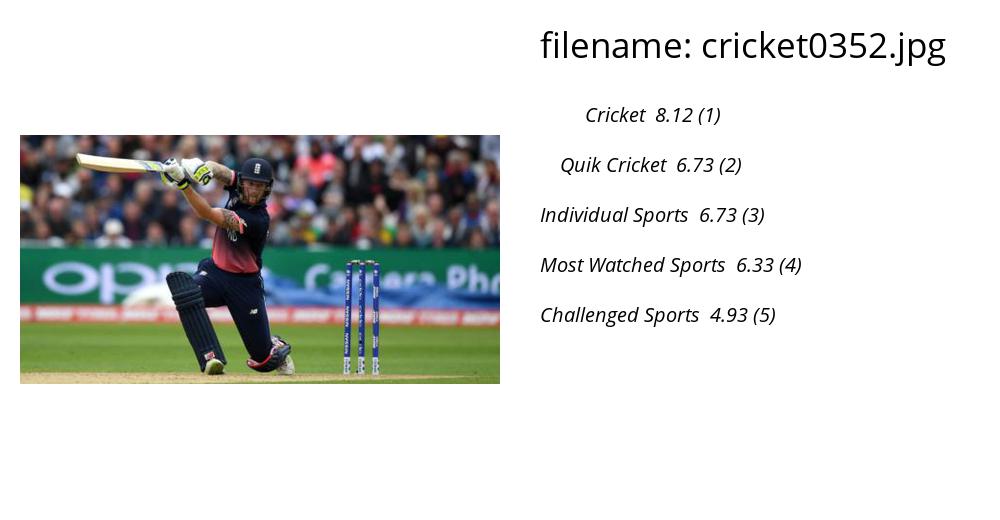 filename: cricket0352.jpg
Cricket 8.12 (1)
Quik Cricket 6.73 (2)
Individual Sports 6.73 (3)
Most Watched Sports 6.33 (4)
Challenged Sports 4.93 (5)
oppo Camera Pho